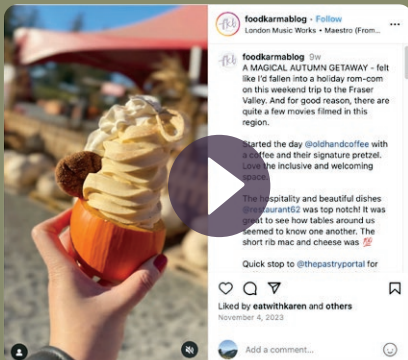 foodkarmablog • Follow
London Music Works • Maestro (From...
foodkarmablog 9w
A MAGICAL AUTUMN GETAWAY - felt
like I'd fallen into a holiday rom-com
on this weekend trip to the Fraser
Valley. And for good reason, there are
quite a few movies filmed in this
region.
Started the day @oldhandcoffee with
a coffee and their signature pretzel.
Love the inclusive and welcoming
space.
The hospitality and beautiful dishes
@restaurant62 was top notch! It was
great to see how tables around us
seemed to know one another. The
short rib mac and cheese was 💯
Quick stop to @thepastryportal for
Liked by eatwithkaren and others
November 4, 2023
Add a comment...